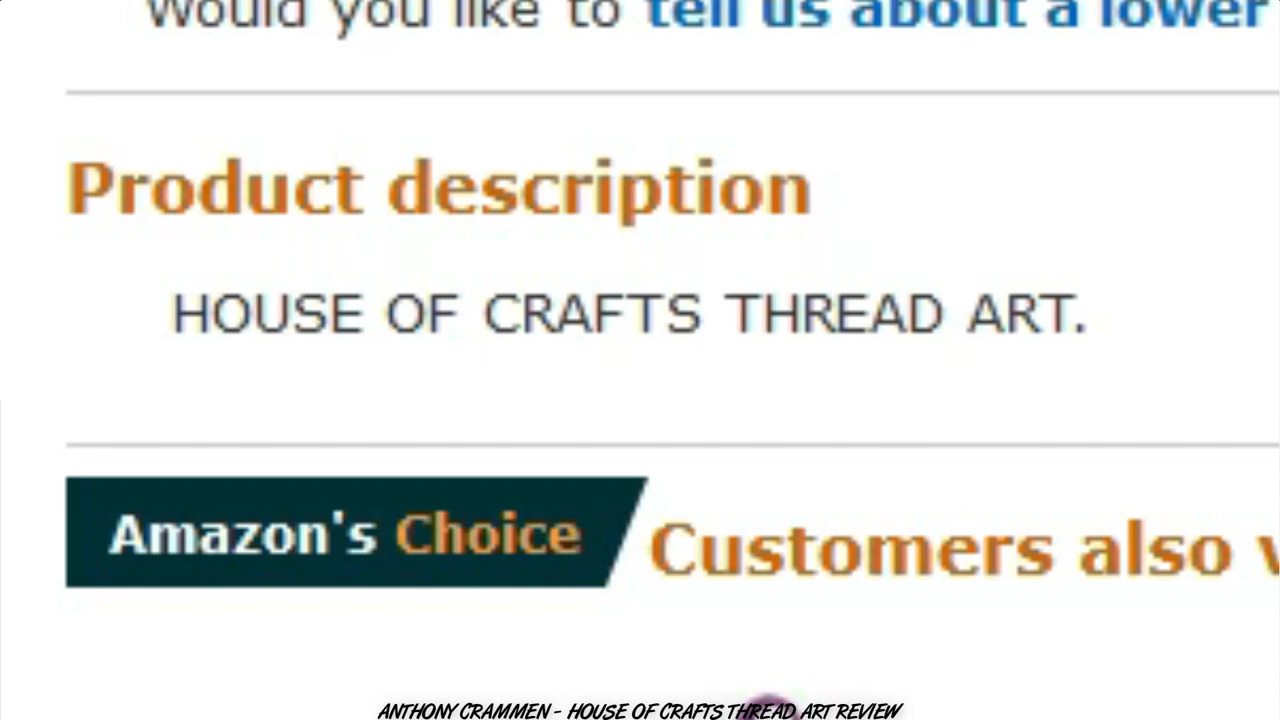 Would you like to tell us about a lower
Product description
HOUSE OF CRAFTS THREAD ART.
Amazon's Choice
Customers also
ANTHONY CRAMMEN - HOUSE OF CRAFTS THREAD ART REVIEW